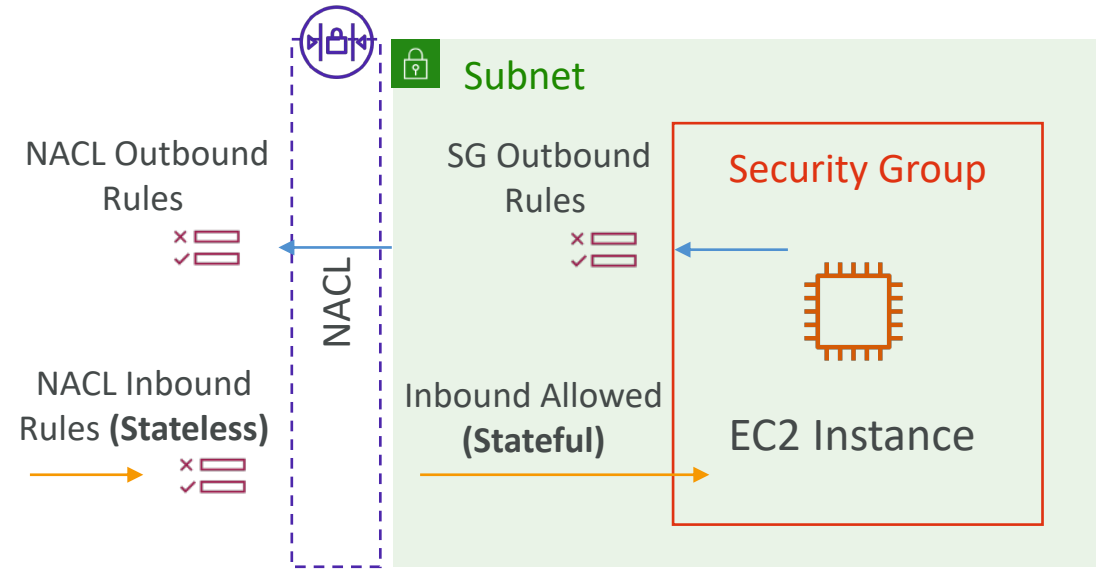 Subnet
NACL Outbound
Rules
SG Outbound
Rules
Security Group
NACL
NACL Inbound
Rules (Stateless)
Inbound Allowed
(Stateful)
EC2 Instance